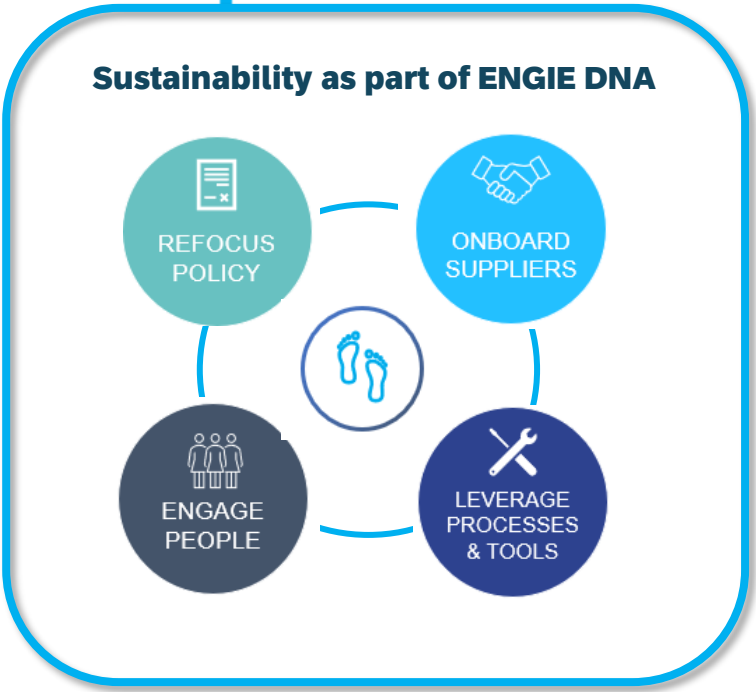 Sustainability as part of ENGIE DNA
REFOCUS
POLICY
ONBOARD
SUPPLIERS
ENGAGE
PEOPLE
LEVERAGE
PROCESSES
& TOOLS